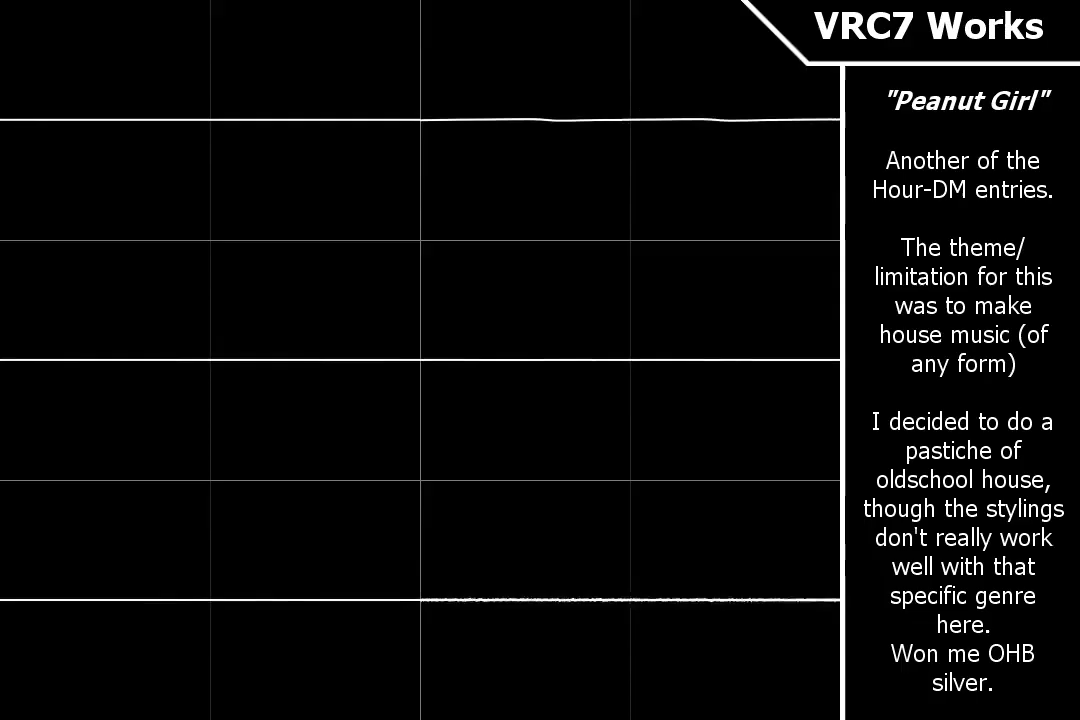 VRC7 Works
"Peanut Girl"
Another of the
Hour-DM entries.
The theme/
limitation for this
was to make
house music (of
any form)
I decided to do a
pastiche of
oldschool house,
though the stylings
don't really work
well with that
specific genre
here.
Won me OHB
silver.